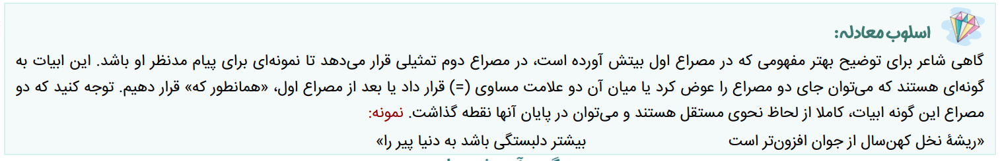 اسلوب معادله:
گاهی شاعر برای توضیح بهتر مفهومی که در مصراع اول بیتش آورده است، در مصراع دوم تمثیلی قرار می‌دهد تا نمونه‌ای برای پیام مدنظر او باشد. این ابیات به
گونه‌ای هستند که می‌توان جای دو مصراع را عوض کرد یا میان آن دو علامت مساوی (=) قرار داد یا بعد از مصراع اول، «همانطور که» قرار دهیم. توجه کنید که دو
مصراع این گونه ابیات، کاملا از لحاظ نحوی مستقل هستند و می‌توان در پایان آنها نقطه گذاشت. نمونه:
«ریشهٔ نخل کهن‌سال از جوان افزون‌تر است بیشتر دلبستگی باشد به دنیا پیر را»